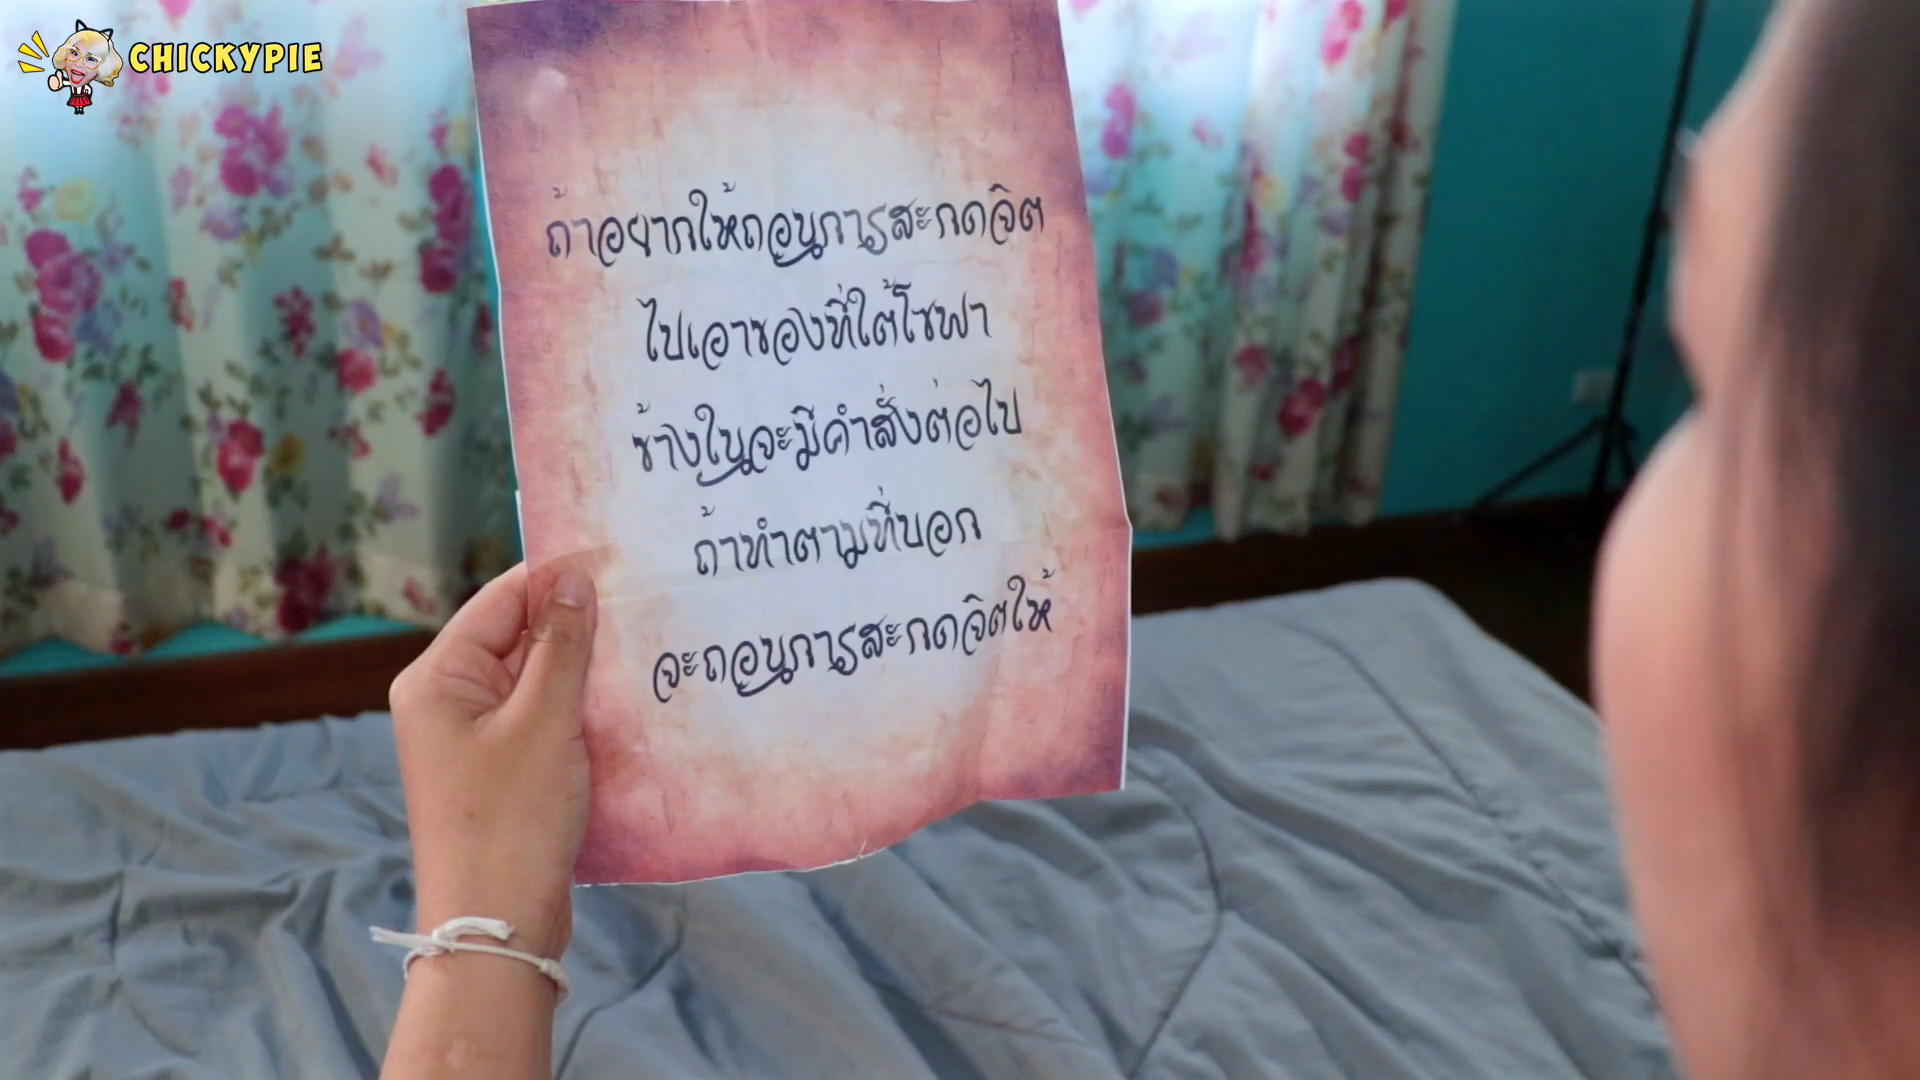 CHICKYPIE
ถ้าอยากให้ถอนการสะกดจิต
ไปเอาของที่ใต้โซฟา
ข้างในจะมีคำสั่งต่อไป
ถ้าทำตามที่บอก
จะถอนการสะกดจิตให้